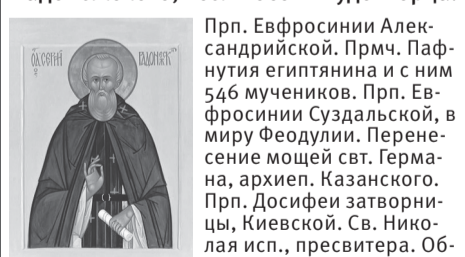 Прп. Евфросинии Алек-
сандрийской. Прмч. Паф-
нутия египтянина и с ним
546 мучеников. Прп. Ев-
фросинии Суздальской, в
миру Феодулии. Перене-
сение мощей свт. Герма-
на, архиеп. Казанского.
Прп. Досифеи затворни-
цы, Киевской. Св. Нико-
лая исп., пресвитера. Об-